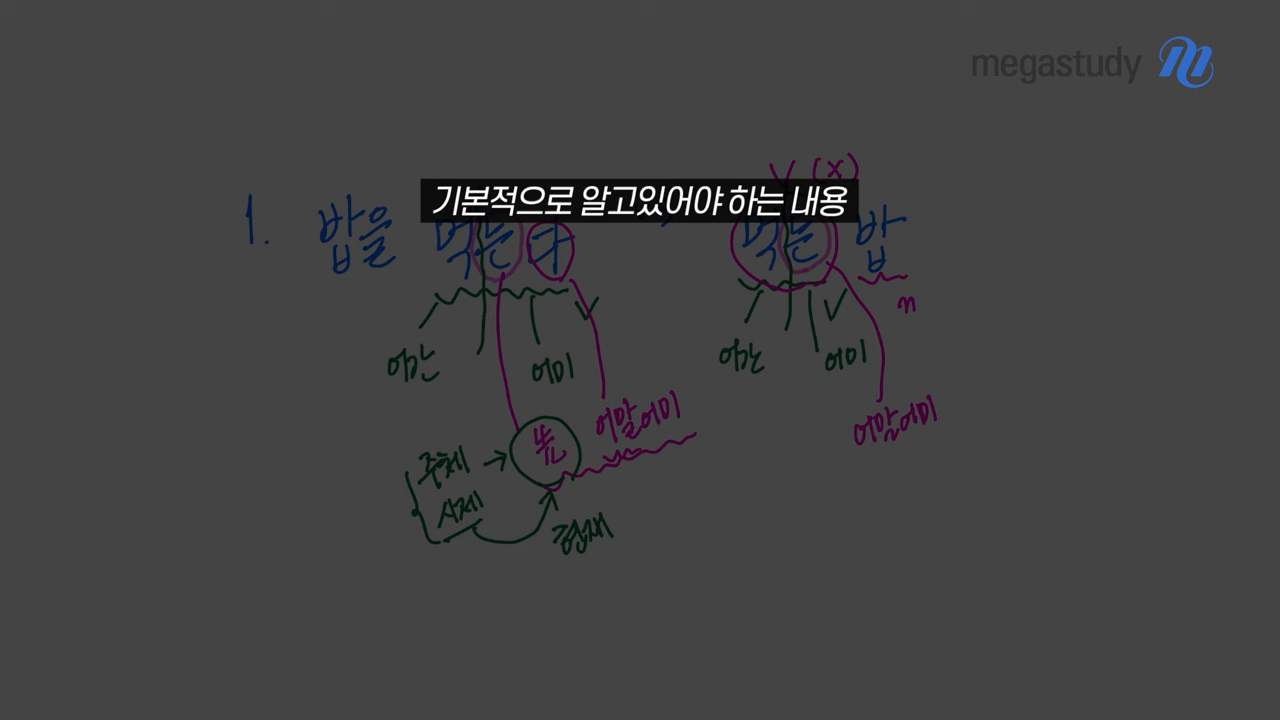 megastudy
(x)
기본적으로 알고있어야 하는 내용
1. 밥을 먹는다
먹는 밥
n
어간 어미
어간 어미
어말어미
어말어미
주체
시제
현재